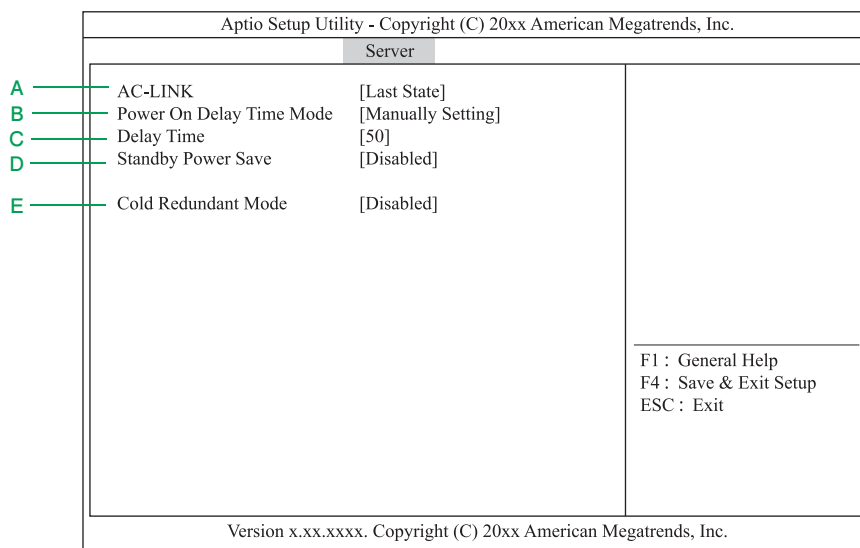 Aptio Setup Utility - Copyright (C) 20xx American Megatrends, Inc.
Server
A AC-LINK [Last State]
B Power On Delay Time Mode [Manually Setting]
C Delay Time [50]
D Standby Power Save [Disabled]
E Cold Redundant Mode [Disabled]
F1 : General Help
F4 : Save & Exit Setup
ESC : Exit
Version x.xx.xxxx. Copyright (C) 20xx American Megatrends, Inc.